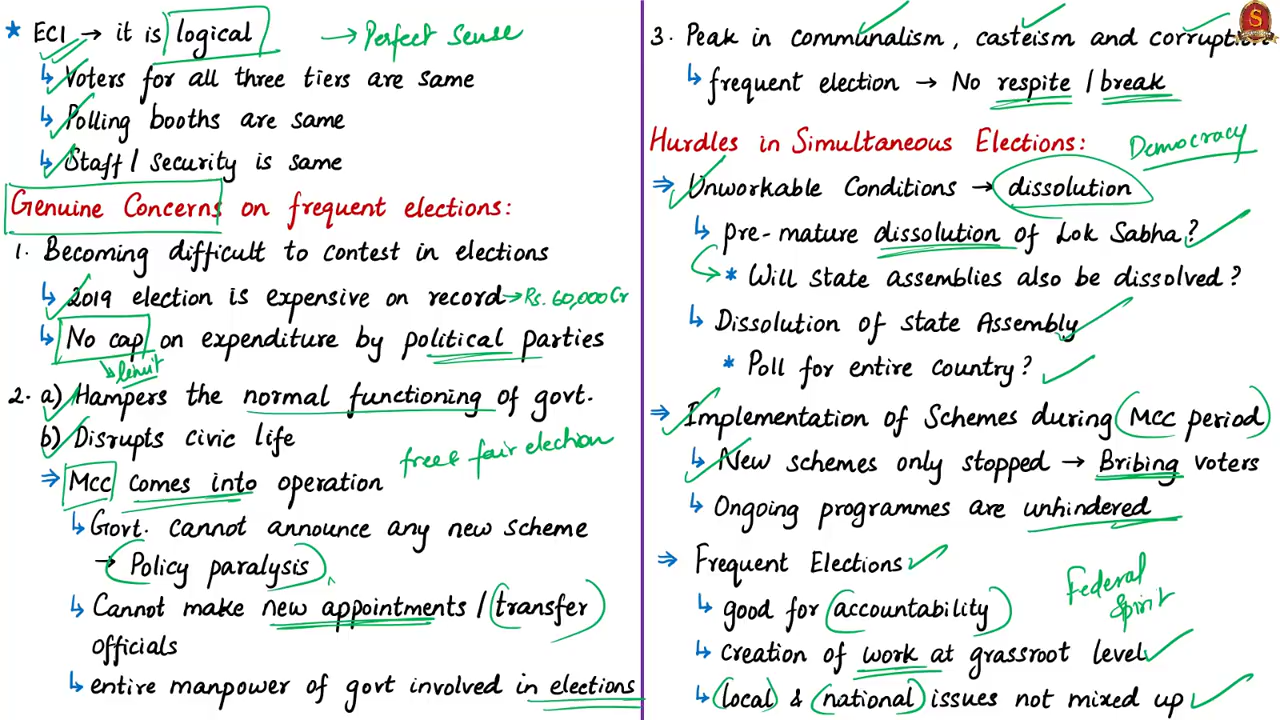 * ECI → it is logical → Perfect Sense
↳ Voters for all three tiers are same
↳ Polling booths are same
↳ Staff / security is same
Genuine Concerns on frequent elections:
1. Becoming difficult to contest in elections
↳ 2019 election is expensive on record → Rs. 60,000 Cr
↳ No cap on expenditure by political parties
↳ limit
2. a) Hampers the normal functioning of govt.
b) Disrupts civic life
free & fair election
⇒ MCC comes into operation
↳ Govt. cannot announce any new scheme
→ Policy paralysis
↳ Cannot make new appointments / transfer
officials
↳ entire manpower of govt involved in elections
3. Peak in communalism, casteism and corruption
↳ frequent election → No respite / break
Hurdles in Simultaneous Elections:
Democracy
⇒ Unworkable Conditions → dissolution
↳ pre-mature dissolution of Lok Sabha?
* Will state assemblies also be dissolved?
↳ Dissolution of state Assembly
* Poll for entire country?
⇒ Implementation of Schemes during MCC period
↳ New schemes only stopped → Bribing voters
↳ Ongoing programmes are unhindered
⇒ Frequent Elections
↳ good for accountability
Federal
Spirit
↳ creation of work at grassroot level
↳ local & national issues not mixed up
S